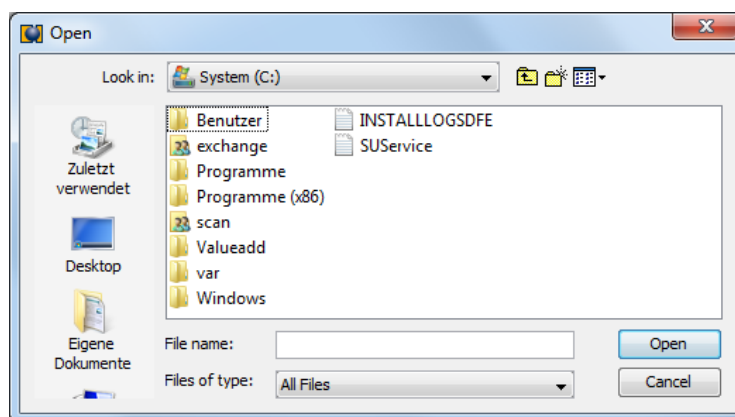 Open
Look in: System (C:)
Benutzer INSTALLLOGSDFE
exchange SUService
Programme
Programme (x86)
scan
Valueadd
var
Windows
Zuletzt
verwendet
Desktop
Eigene
Dokumente
File name: Open
Files of type: All Files Cancel